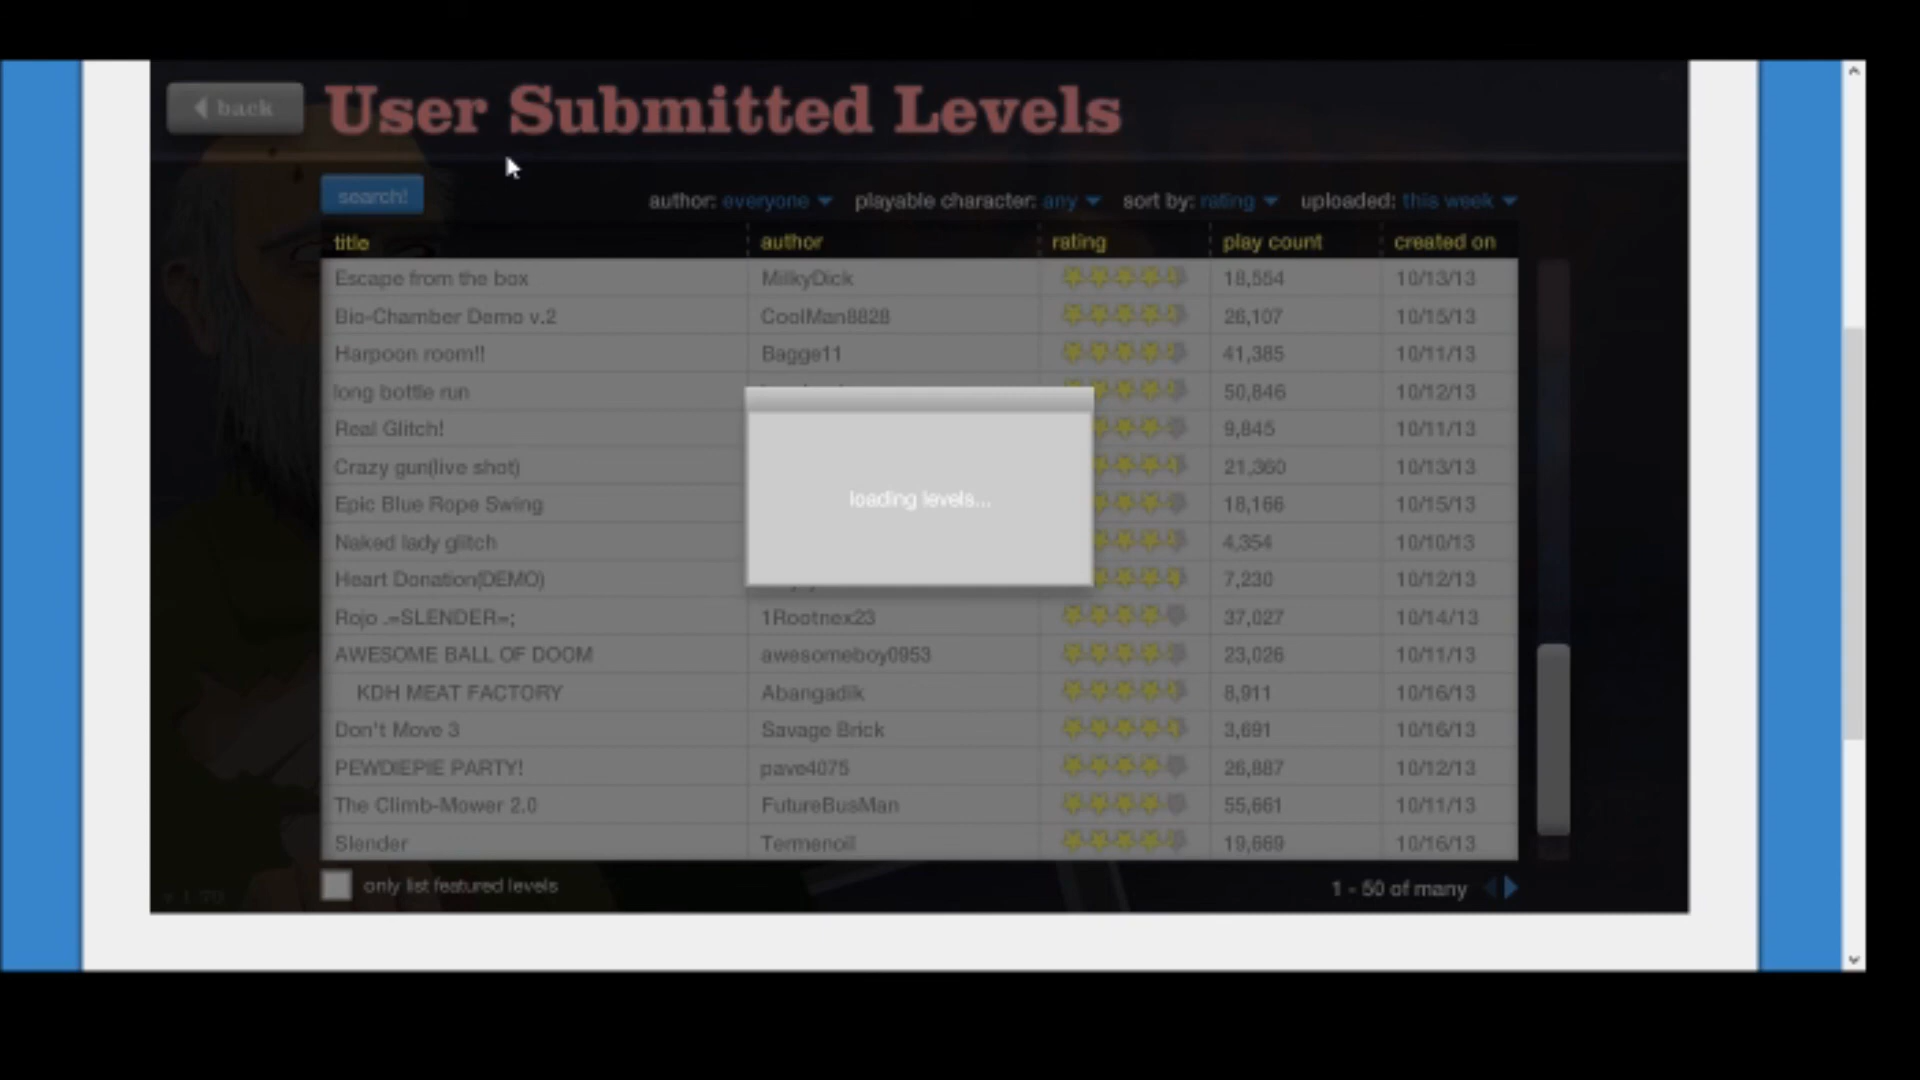 back
User Submitted Levels
search!
author: everyone playable character: any sort by: rating uploaded: this week
title author rating play count created on
Escape from the box MilkyDick 18,554 10/13/13
Bio-Chamber Demo v.2 CoolMan8828 26,107 10/15/13
Harpoon room!! Bagge11 41,385 10/11/13
long bottle run 50,846 10/12/13
Real Glitch! 9,845 10/11/13
Crazy gun(live shot) 21,360 10/13/13
loading levels...
Epic Blue Rope Swing 18,166 10/15/13
Naked lady glitch 4,354 10/10/13
Heart Donation(DEMO) 7,230 10/12/13
Rojo .=SLENDER=; 1Rootnex23 37,027 10/14/13
AWESOME BALL OF DOOM awesomeboy0953 23,026 10/11/13
KDH MEAT FACTORY Abangadik 8,911 10/16/13
Don't Move 3 Savage Brick 3,691 10/16/13
PEWDIEPIE PARTY! pave4075 26,887 10/12/13
The Climb-Mower 2.0 FutureBusMan 55,661 10/11/13
Slender Termenoil 19,669 10/16/13
only list featured levels 1 - 50 of many